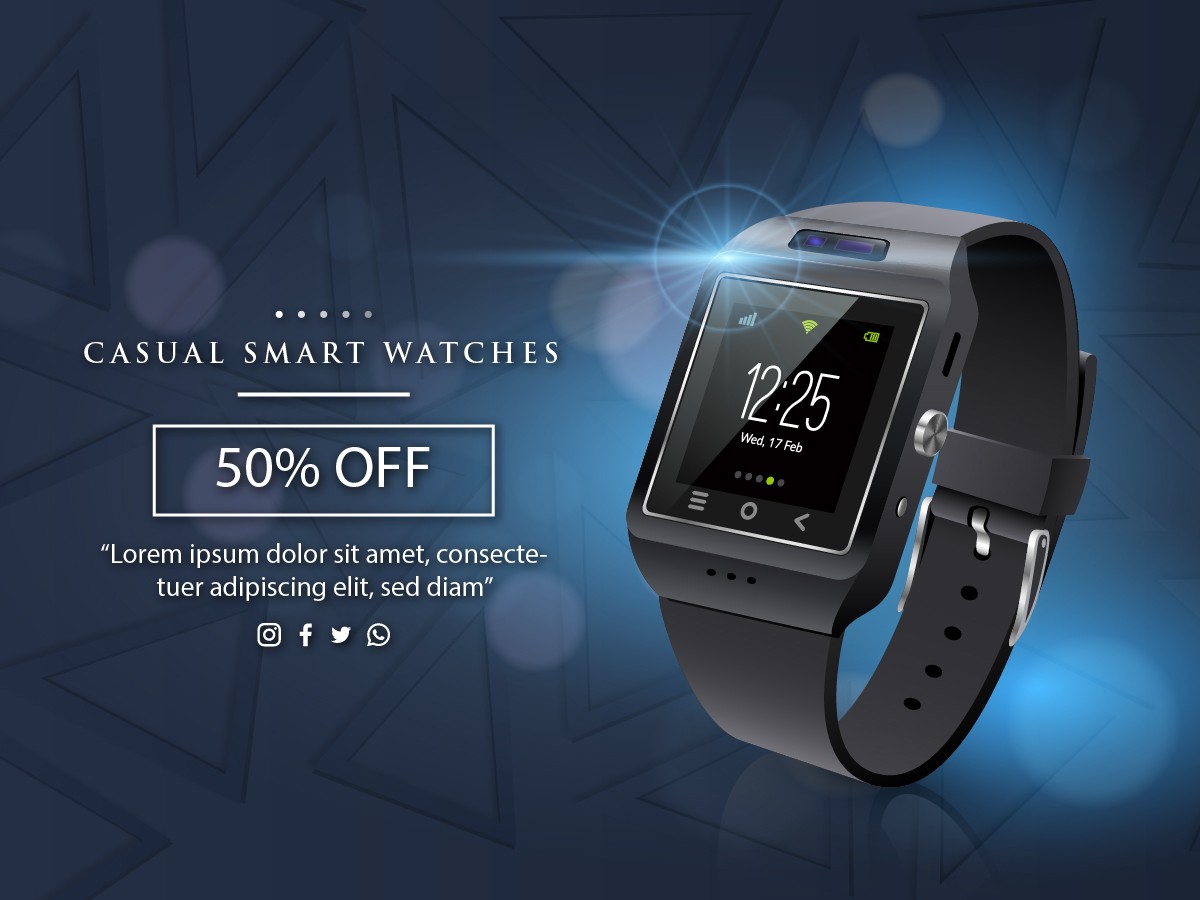 CASUAL SMART WATCHES
50% OFF
“Lorem ipsum dolor sit amet, consecte-
tuer adipiscing elit, sed diam”
12:25
Wed, 17 Feb